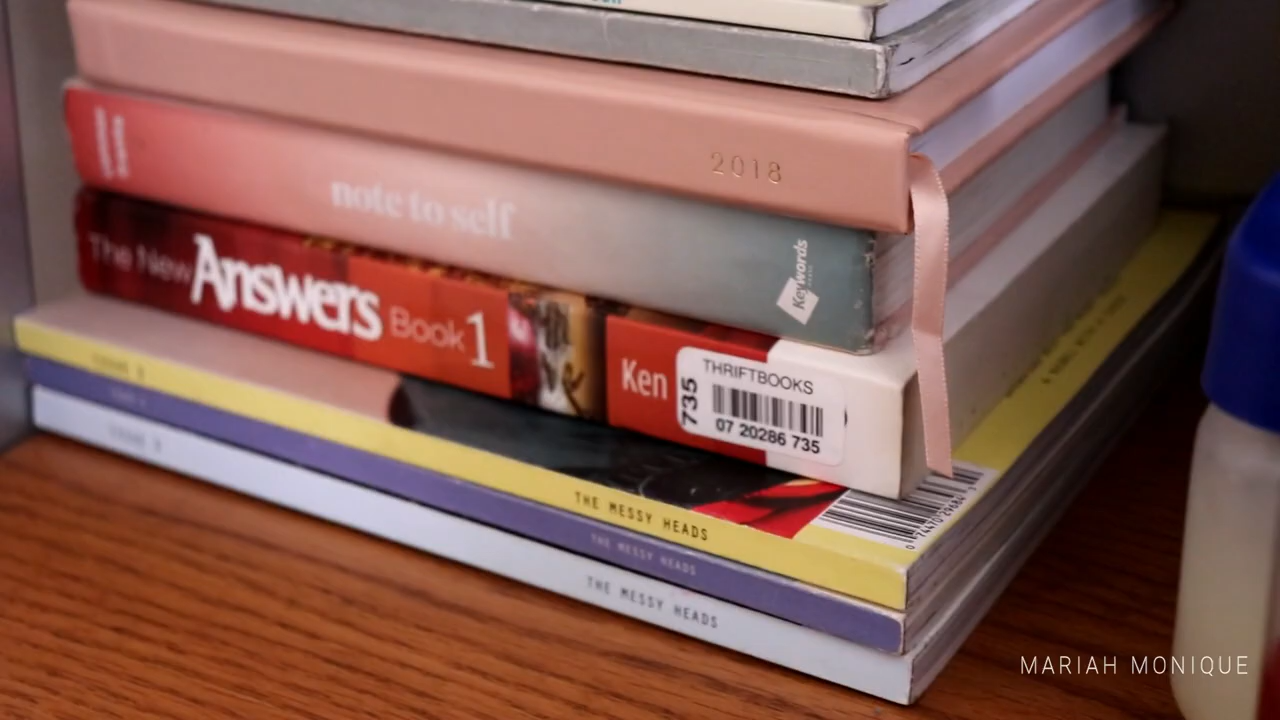 2018
note to self
Keywords
The New Answers Book 1
Ken
THRIFTBOOKS
735
07 20286 735
THE MESSY HEADS
THE MESSY HEADS
THE MESSY HEADS
MARIAH MONIQUE